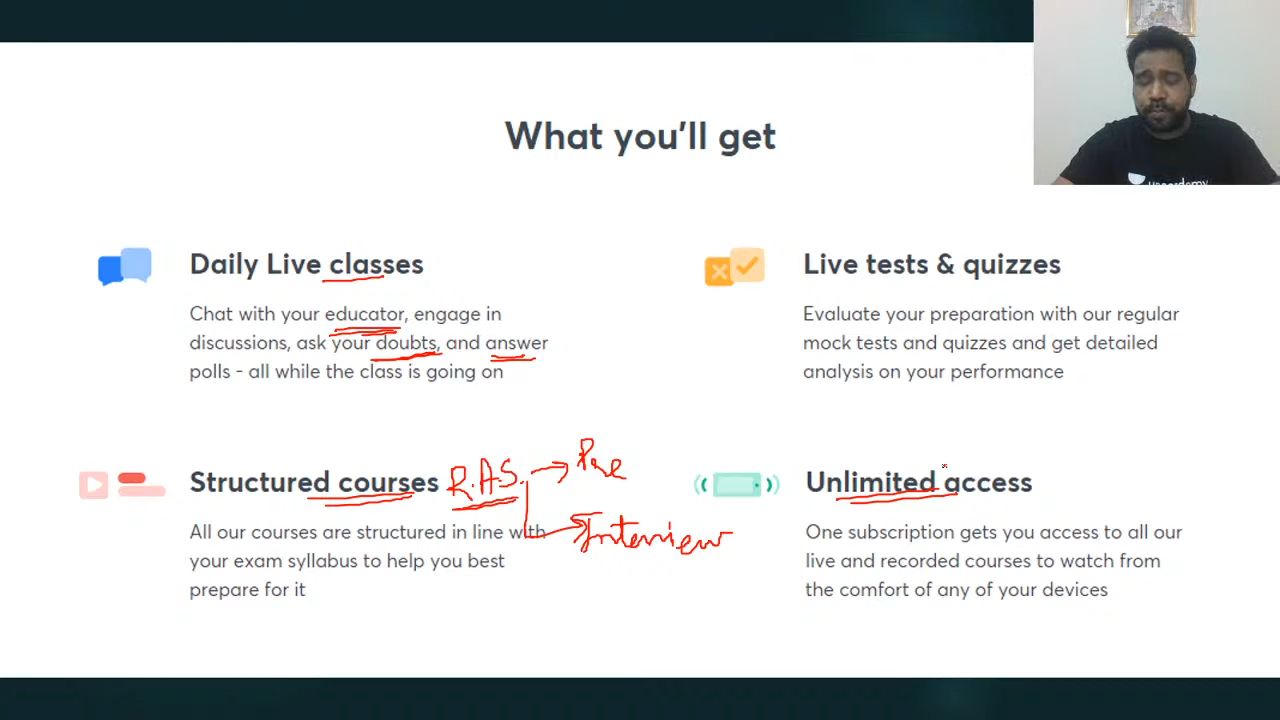 What you'll get
Daily Live classes
Chat with your educator, engage in
discussions, ask your doubts, and answer
polls - all while the class is going on
Live tests & quizzes
Evaluate your preparation with our regular
mock tests and quizzes and get detailed
analysis on your performance
Structured courses R.A.S. → Pre
→ Interview
All our courses are structured in line with
your exam syllabus to help you best
prepare for it
Unlimited access
One subscription gets you access to all our
live and recorded courses to watch from
the comfort of any of your devices